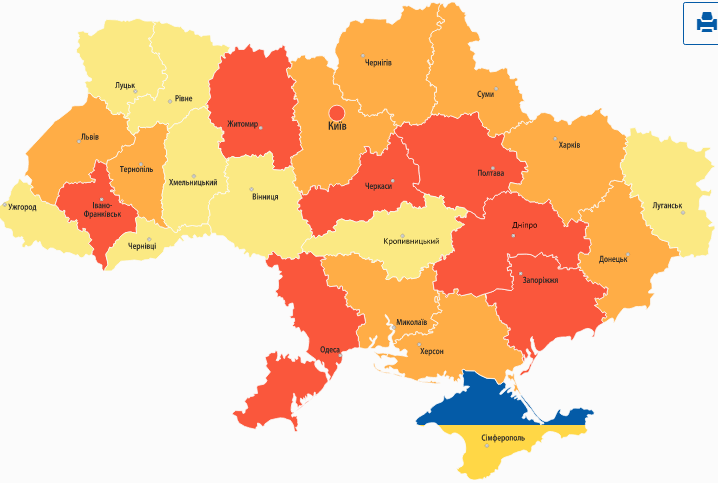 Чернігів
Суми
Луцьк
Рівне
Житомир
Київ
Львів
Харків
Тернопіль
Хмельницький
Черкаси
Полтава
Ужгород
Івано-
Франківськ
Вінниця
Луганськ
Чернівці
Кропивницький
Дніпро
Донецьк
Запоріжжя
Миколаїв
Одеса
Херсон
Сімферополь